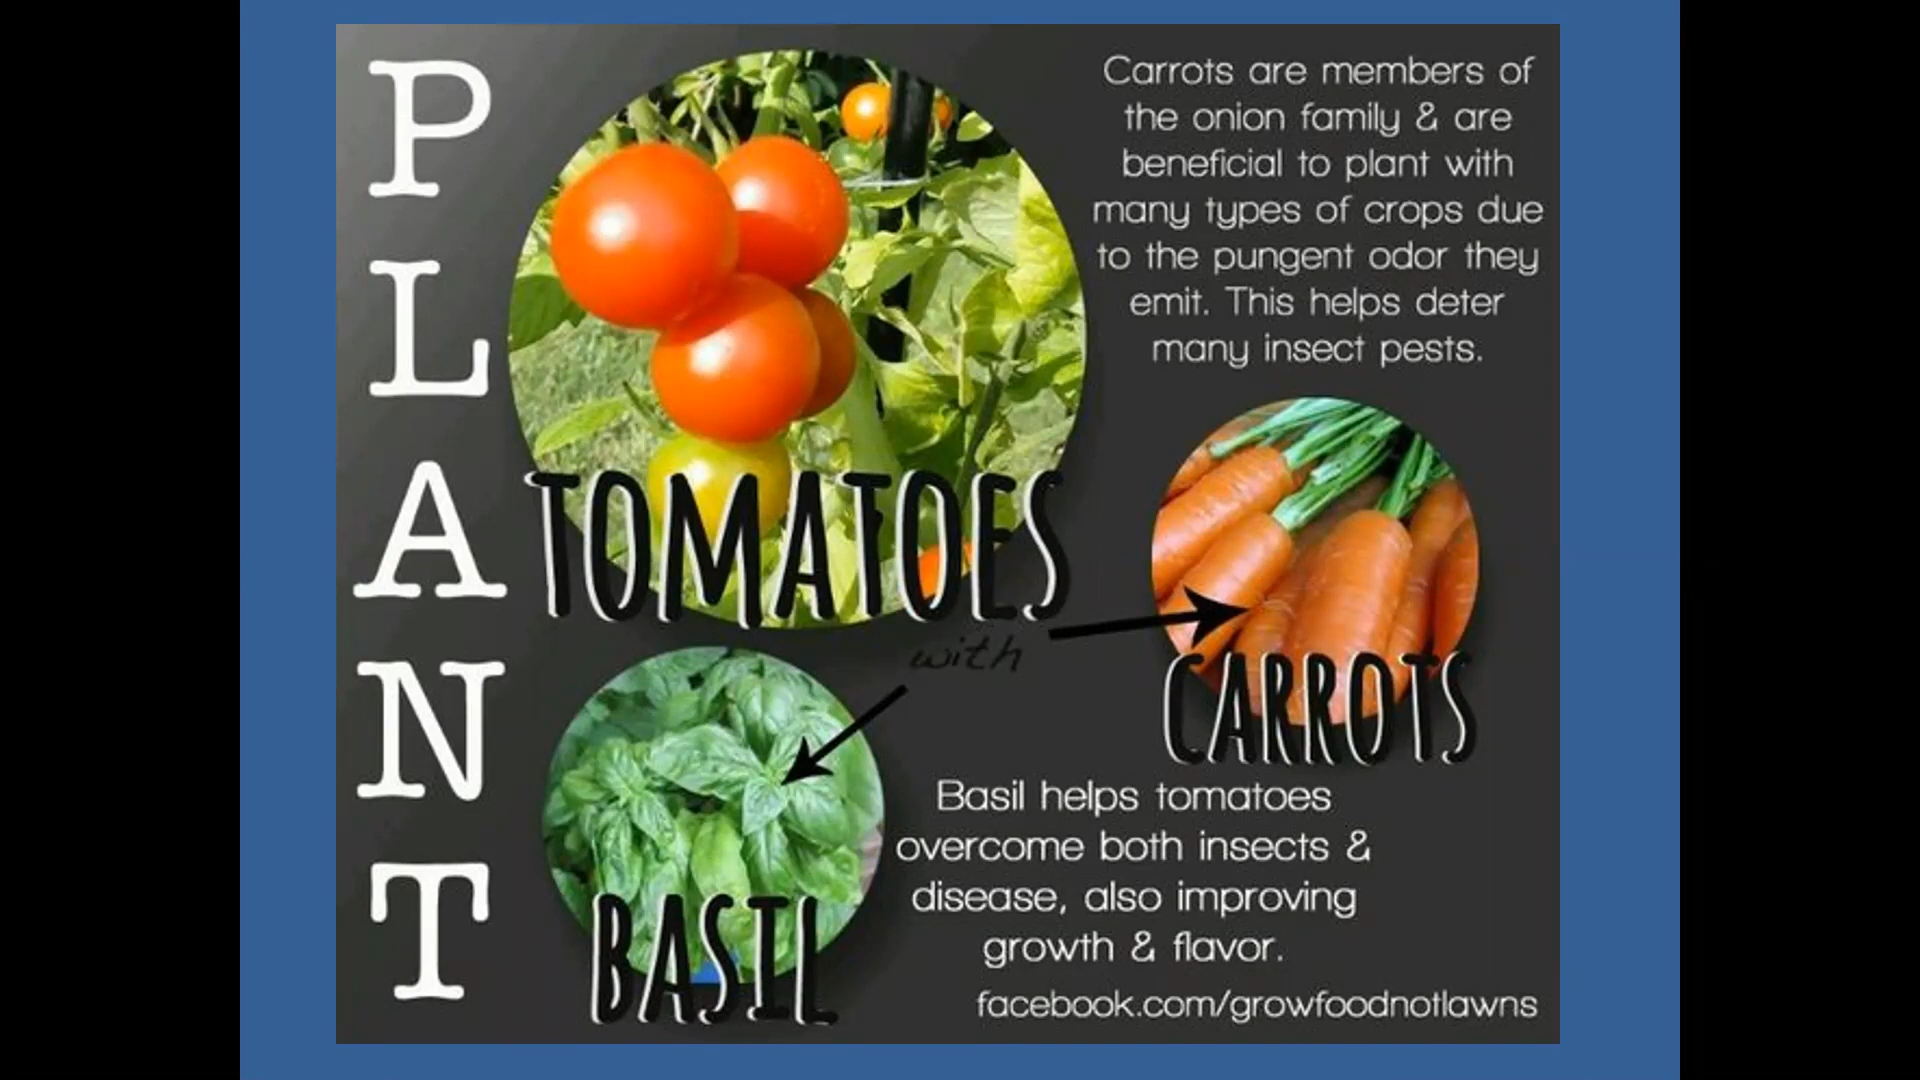 PLANT
TOMATOES
with
CARROTS
BASIL
Carrots are members of
the onion family & are
beneficial to plant with
many types of crops due
to the pungent odor they
emit. This helps deter
many insect pests.
Basil helps tomatoes
overcome both insects &
disease, also improving
growth & flavor.
facebook.com/growfoodnotlawns